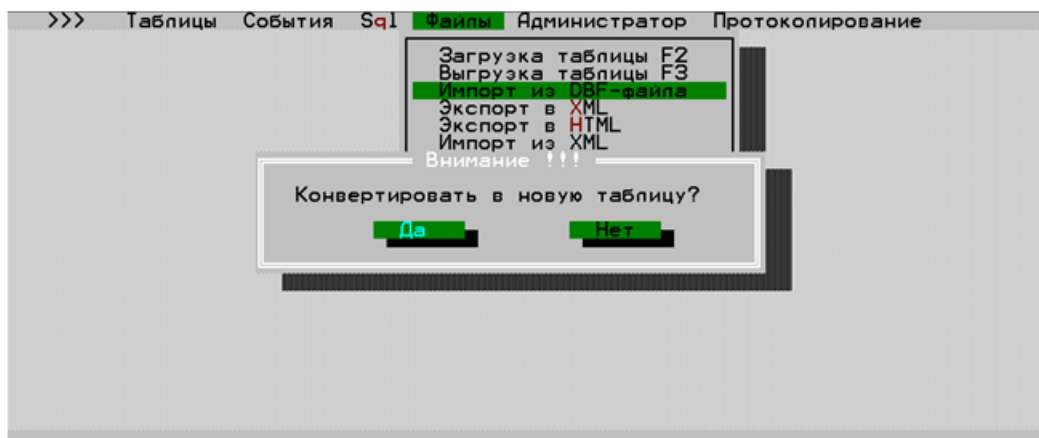 >>> Таблицы События Sql Файлы Администратор Протоколирование
Загрузка таблицы F2
Выгрузка таблицы F3
Импорт из DBF-файла
Экспорт в XML
Экспорт в HTML
Импорт из XML
Внимание !!!
Конвертировать в новую таблицу?
Да Нет